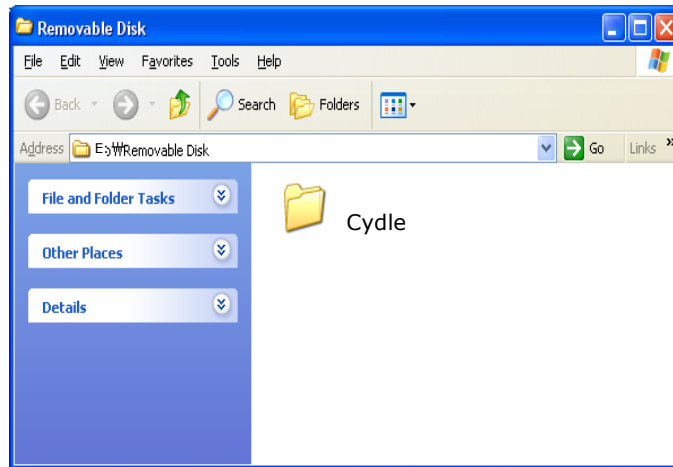 Removable Disk
File Edit View Favorites Tools Help
Back Search Folders
Address E:₩Removable Disk Go Links »
File and Folder Tasks
Cydle
Other Places
Details